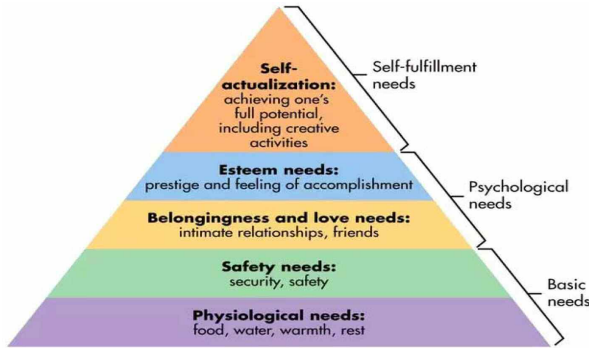 Self-
actualization:
achieving one's
full potential,
including creative
activities
Self-fulfillment
needs
Esteem needs:
prestige and feeling of accomplishment
Belongingness and love needs:
intimate relationships, friends
Psychological
needs
Safety needs:
security, safety
Physiological needs:
food, water, warmth, rest
Basic
needs